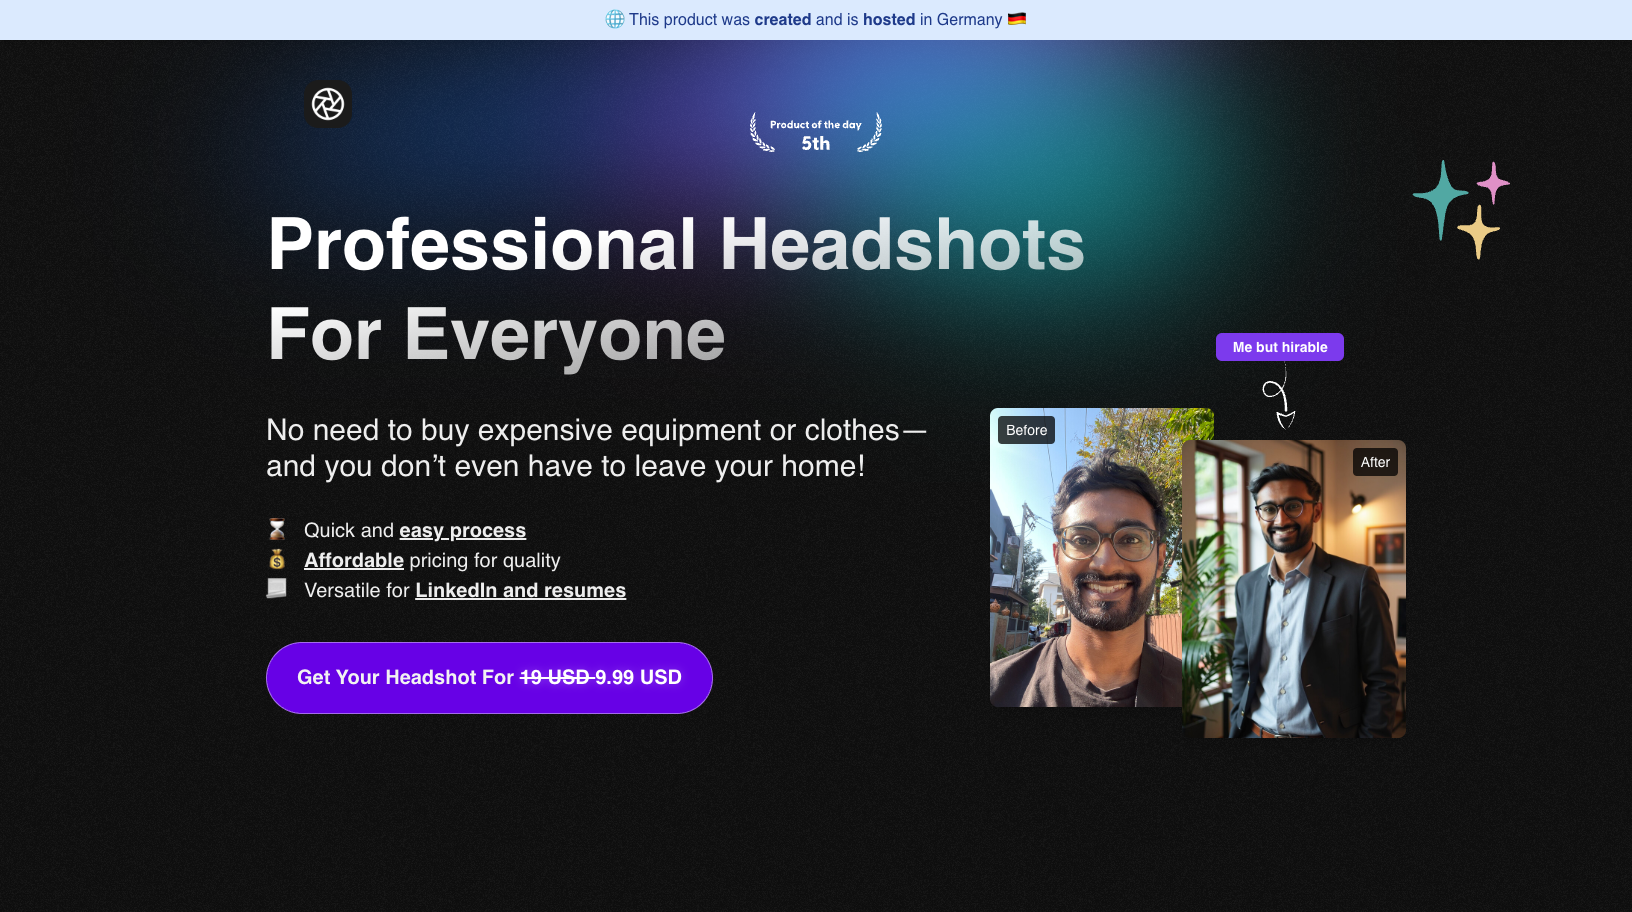 🌐 This product was created and is hosted in Germany 🇩🇪
Product of the day
5th
Professional Headshots
For Everyone
No need to buy expensive equipment or clothes—
and you don’t even have to leave your home!
⏳ Quick and easy process
💰 Affordable pricing for quality
📃 Versatile for LinkedIn and resumes
Get Your Headshot For 19 USD 9.99 USD
Me but hirable
Before
After